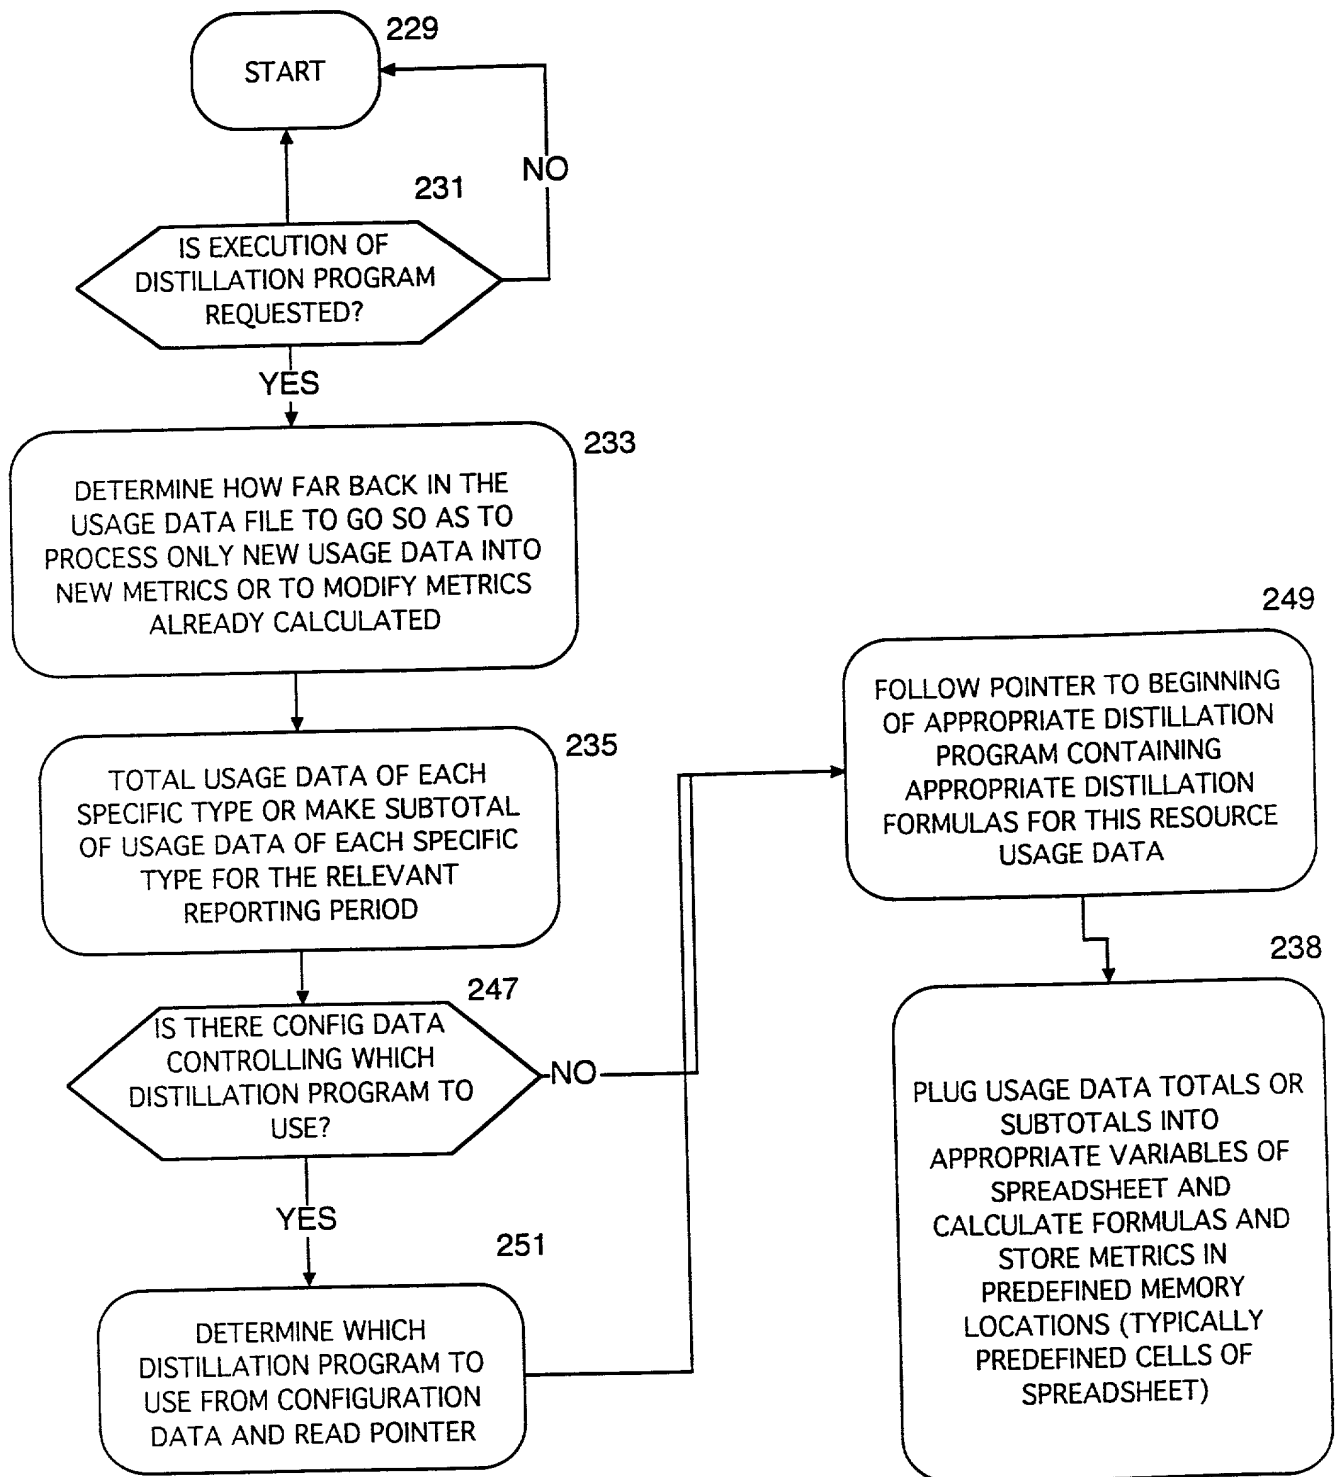 229
START
NO
231
IS EXECUTION OF
DISTILLATION PROGRAM
REQUESTED?
YES
233
DETERMINE HOW FAR BACK IN THE
USAGE DATA FILE TO GO SO AS TO
PROCESS ONLY NEW USAGE DATA INTO
NEW METRICS OR TO MODIFY METRICS
ALREADY CALCULATED
235
TOTAL USAGE DATA OF EACH
SPECIFIC TYPE OR MAKE SUBTOTAL
OF USAGE DATA OF EACH SPECIFIC
TYPE FOR THE RELEVANT
REPORTING PERIOD
247
IS THERE CONFIG DATA
CONTROLLING WHICH
DISTILLATION PROGRAM TO
USE?
NO
YES
251
DETERMINE WHICH
DISTILLATION PROGRAM TO
USE FROM CONFIGURATION
DATA AND READ POINTER
249
FOLLOW POINTER TO BEGINNING
OF APPROPRIATE DISTILLATION
PROGRAM CONTAINING
APPROPRIATE DISTILLATION
FORMULAS FOR THIS RESOURCE
USAGE DATA
238
PLUG USAGE DATA TOTALS OR
SUBTOTALS INTO
APPROPRIATE VARIABLES OF
SPREADSHEET AND
CALCULATE FORMULAS AND
STORE METRICS IN
PREDEFINED MEMORY
LOCATIONS (TYPICALLY
PREDEFINED CELLS OF
SPREADSHEET)